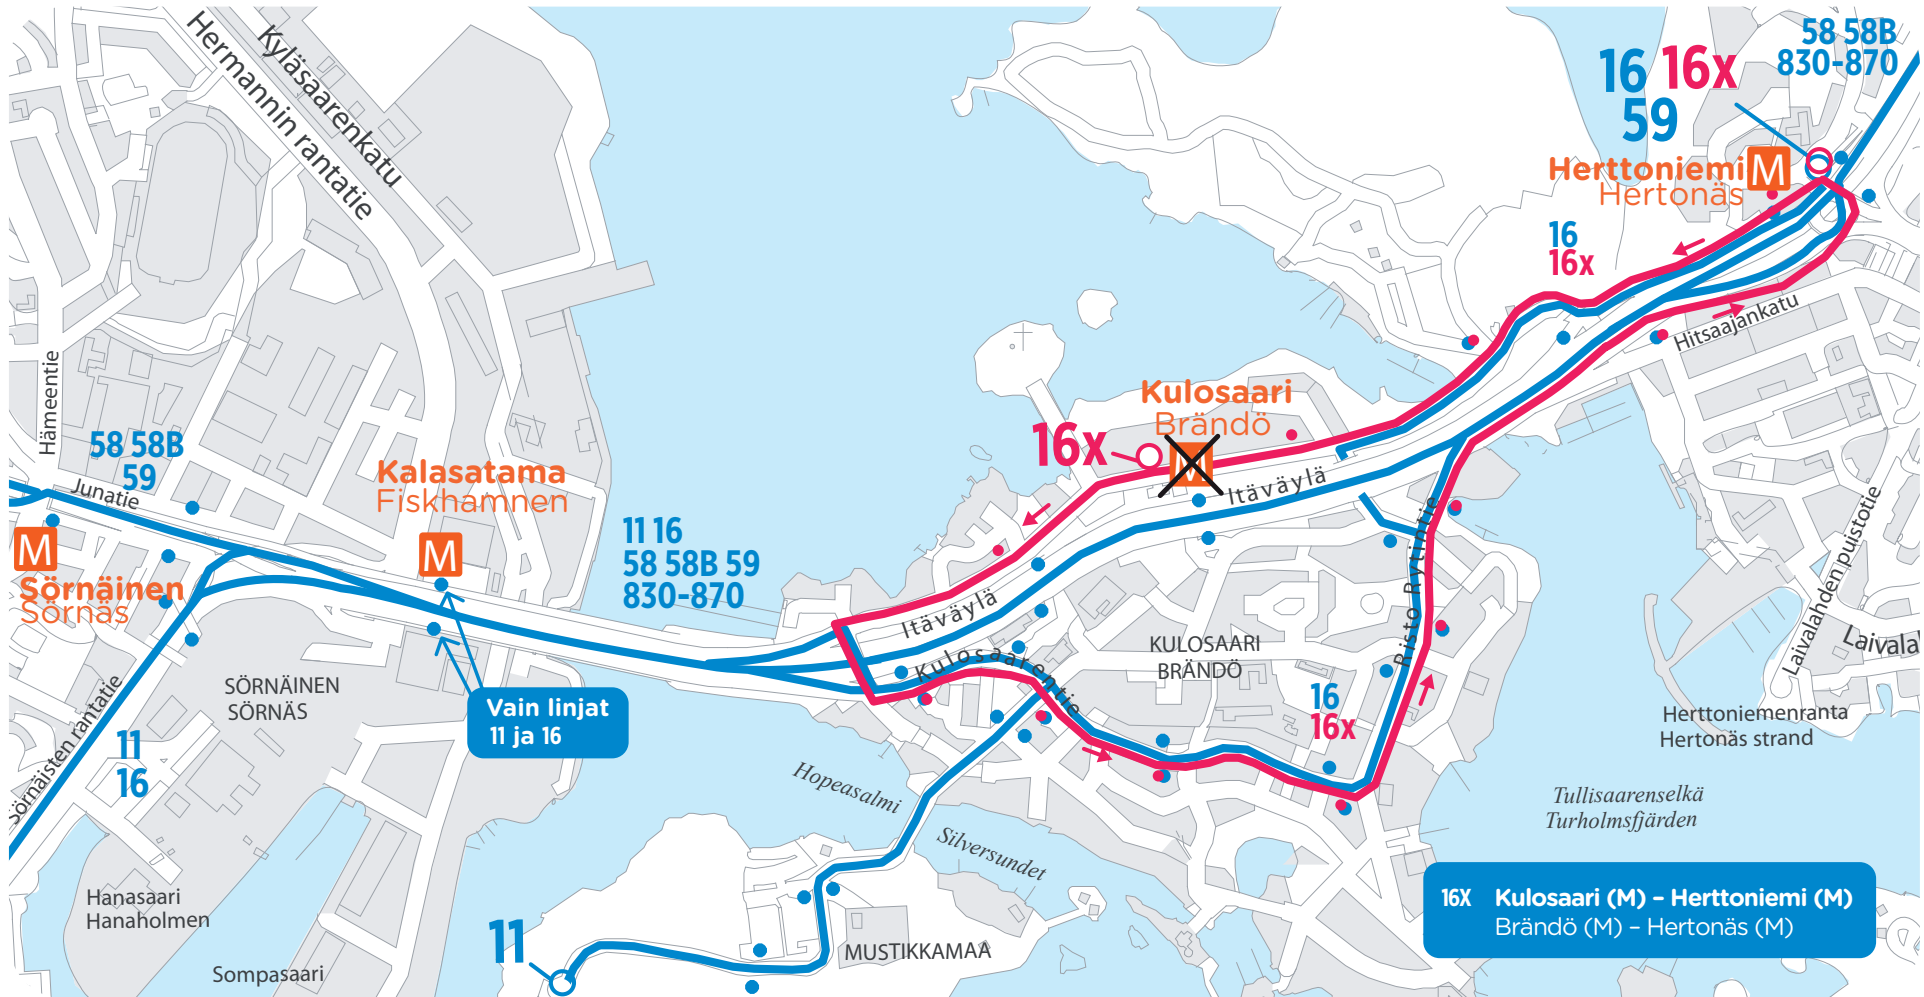 58 58B
830-870
16 16x
59
Kyläsaarenkatu
Hermannin rantatie
Herttoniemi M
Hertonäs
16
16x
Hitsaajankatu
Hämeentie
Kulosaari
Brändö
M
16x
Itäväylä
58 58B
59
Junatie
Kalasatama
Fiskhamnen
M
M
Sörnäinen
Sörnäs
11 16
58 58B 59
830-870
Itäväylä
Kulosaarentie
Risto Rytintie
Laivalahden puistotie
Laivala
KULOSAARI
BRÄNDÖ
SÖRNÄINEN
SÖRNÄS
Vain linjat
11 ja 16
16
16x
Herttoniemenranta
Hertonäs strand
Sörnäisten rantatie
11
16
Hopeasalmi
Silversundet
Tullisaarenselkä
Turholmsfjärden
Hanasaari
Hanaholmen
16X Kulosaari (M) – Herttoniemi (M)
Brändö (M) – Hertonäs (M)
11
MUSTIKKAMAA
Sompasaari